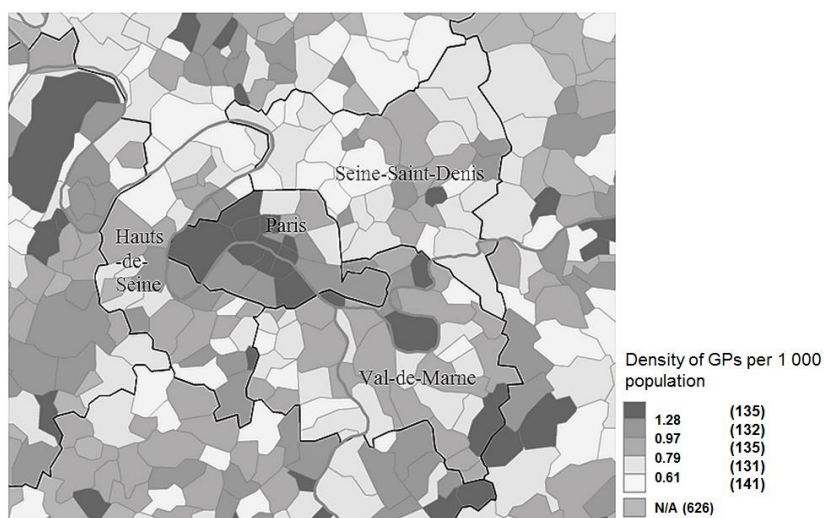 Seine-Saint-Denis
Paris
Hauts
-de-
Seine
Val-de-Marne
Density of GPs per 1 000
population
(135)
1.28
(132)
0.97
(135)
0.79
(131)
0.61
(141)
N/A (626)